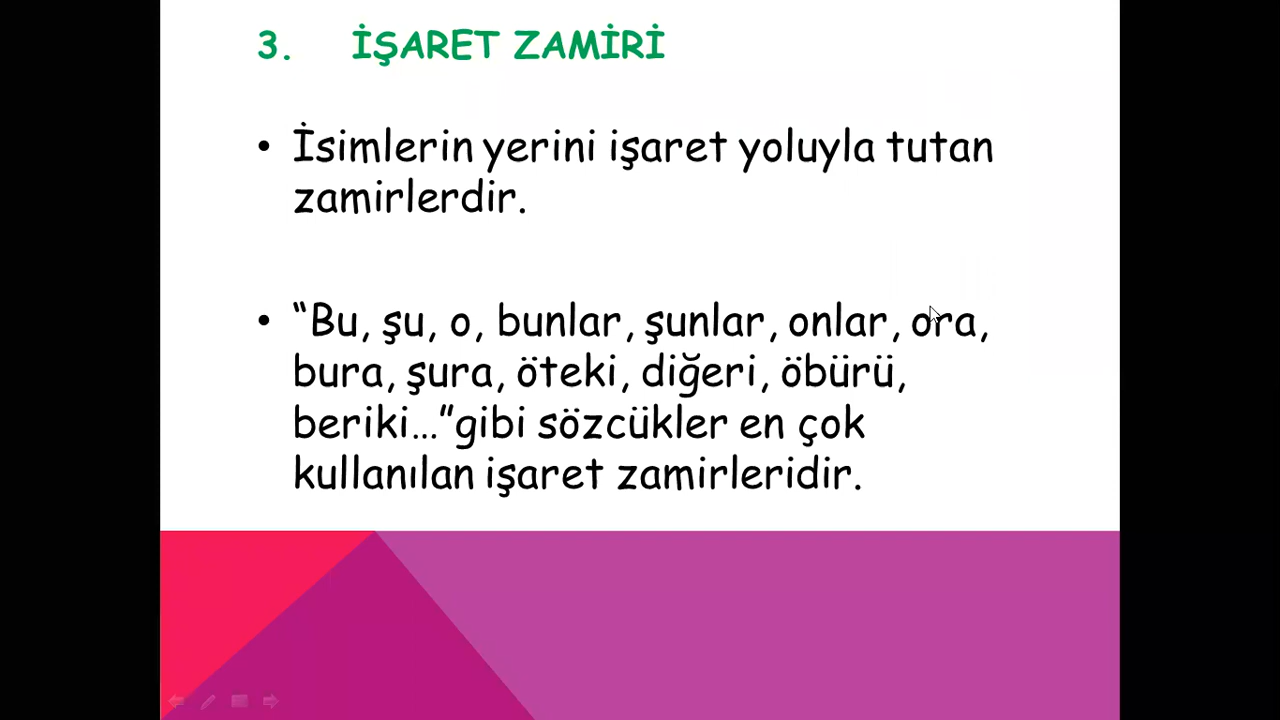 3. İŞARET ZAMİRİ
• İsimlerin yerini işaret yoluyla tutan
zamirlerdir.
• “Bu, şu, o, bunlar, şunlar, onlar, ora,
bura, şura, öteki, diğeri, öbürü,
beriki…”gibi sözcükler en çok
kullanılan işaret zamirleridir.